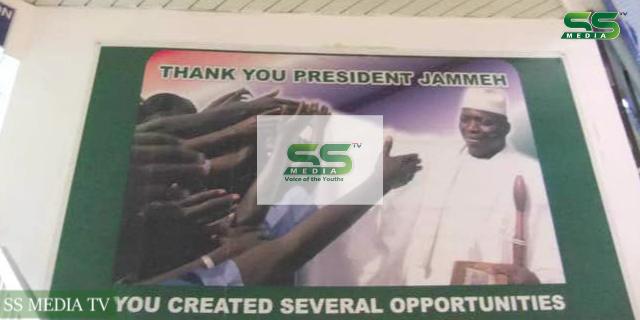 SS TV
MEDIA
THANK YOU PRESIDENT JAMMEH
SS TV
MEDIA
Voice of the Youths
SS MEDIA TV
YOU CREATED SEVERAL OPPORTUNITIES